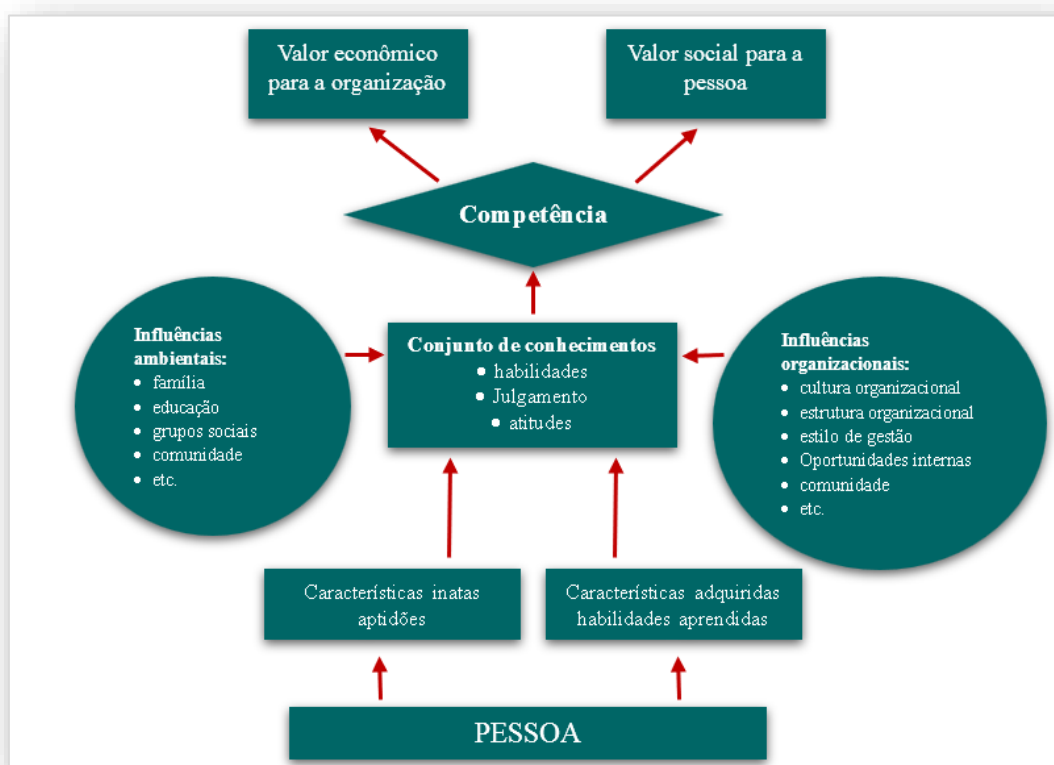 Valor econômico
para a organização
Valor social para a
pessoa
Competência
Influências
ambientais:
• família
• educação
• grupos sociais
• comunidade
• etc.
Conjunto de conhecimentos
• habilidades
• Julgamento
• atitudes
Influências
organizacionais:
• cultura organizacional
• estrutura organizacional
• estilo de gestão
• Oportunidades internas
• comunidade
• etc.
Características inatas
aptidões
Características adquiridas
habilidades aprendidas
PESSOA